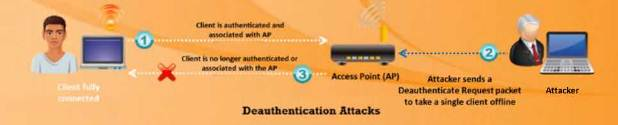 Client is authenticated and
associated with AP
1
Client is no longer authenticated or
associated with the AP
3
2
Client fully
connected
Access Point (AP)
Attacker sends a
Deauthenticate Request packet
to take a single client offline
Attacker
Deauthentication Attacks